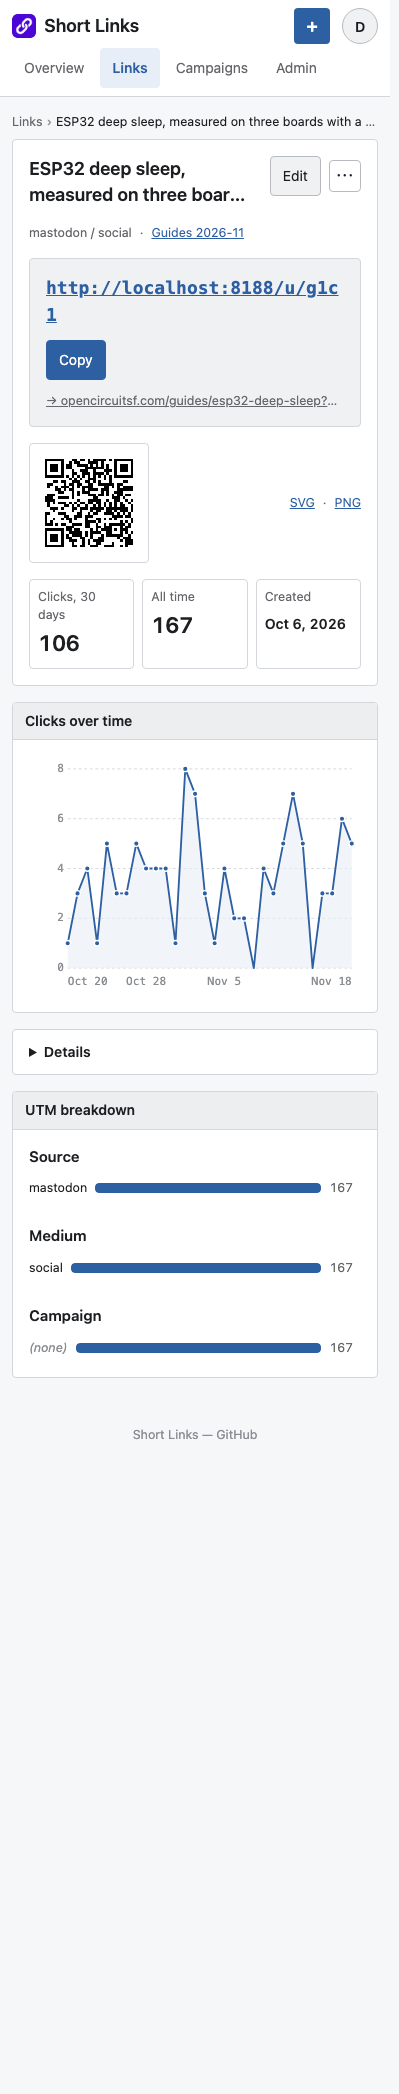 Short Links
+
D
Overview
Links
Campaigns
Admin
Links › ESP32 deep sleep, measured on three boards with a ...
ESP32 deep sleep,
measured on three boar...
Edit
···
mastodon / social · Guides 2026-11
http://localhost:8188/u/g1c
1
Copy
→ opencircuitsf.com/guides/esp32-deep-sleep?...
SVG · PNG
Clicks, 30
days
106
All time
167
Created
Oct 6, 2026
Clicks over time
8
6
4
2
0
Oct 20
Oct 28
Nov 5
Nov 18
▶ Details
UTM breakdown
Source
mastodon 167
Medium
social 167
Campaign
(none) 167
Short Links — GitHub